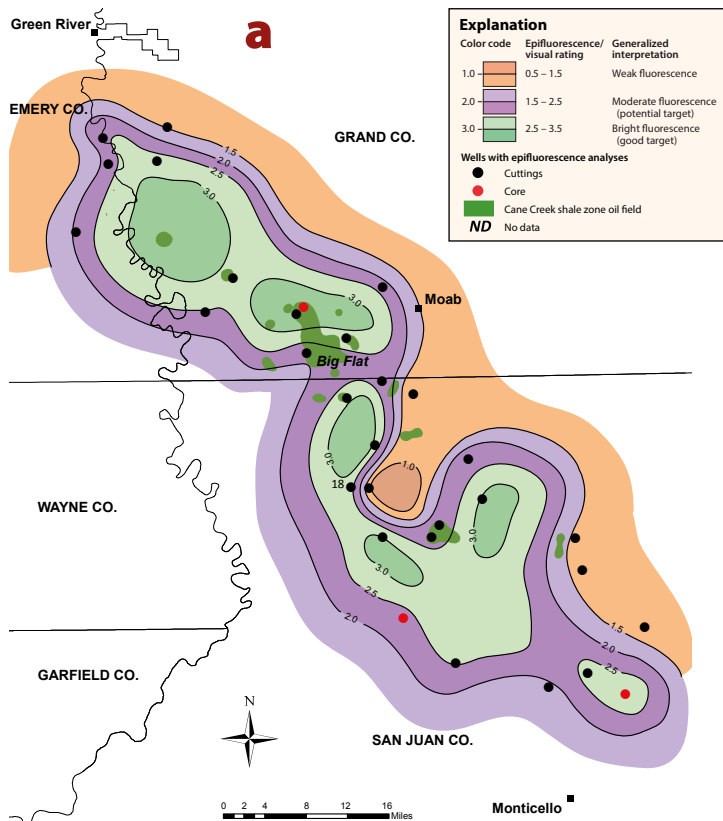 a
Green River
EMERY CO.
GRAND CO.
Explanation
Color code
Epifluorescence/
visual rating
Generalized
interpretation
1.0
0.5 – 1.5
Weak fluorescence
2.0
1.5 – 2.5
Moderate fluorescence
(potential target)
3.0
2.5 – 3.5
Bright fluorescence
(good target)
Wells with epifluorescence analyses
Cuttings
Core
Cane Creek shale zone oil field
ND No data
1.5
2.0
2.5
3.0
3.0
Moab
Big Flat
3.0
1.0
18
WAYNE CO.
3.0
3.0
2.5
2.0
1.5
2.0
2.5
GARFIELD CO.
N
SAN JUAN CO.
0 2 4 8 12 16
Miles
Monticello